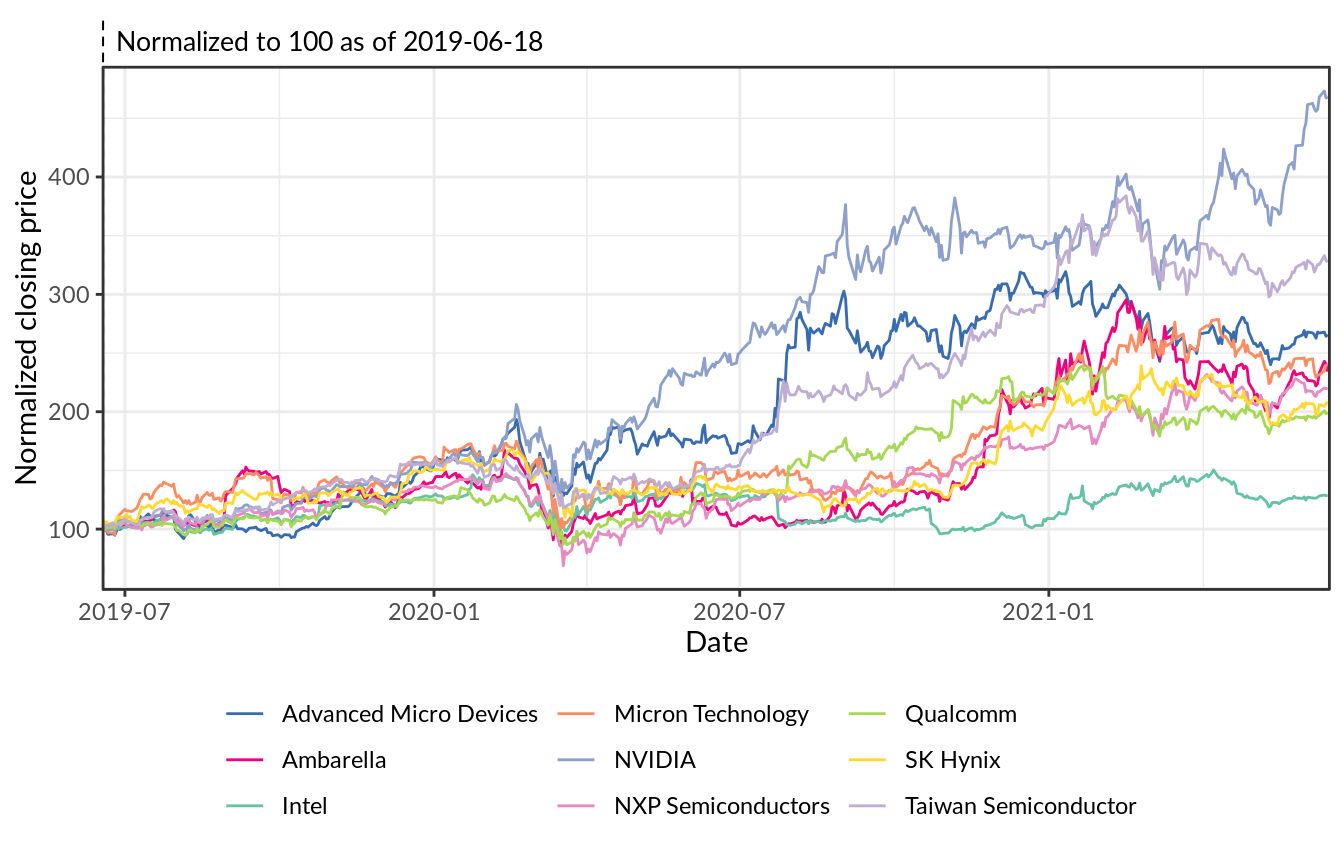 Normalized to 100 as of 2019-06-18
Normalized closing price
400
300
200
100
2019-07 2020-01 2020-07 2021-01
Date
Advanced Micro Devices Micron Technology Qualcomm
Ambarella NVIDIA SK Hynix
Intel NXP Semiconductors Taiwan Semiconductor